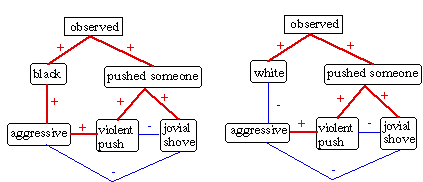 observed
+ +
black
pushed someone
+
+ +
aggressive
+
violent
push
-
jovial
shove
-
observed
+ +
white
pushed someone
-
+ +
aggressive
+
violent
push
-
jovial
shove
-